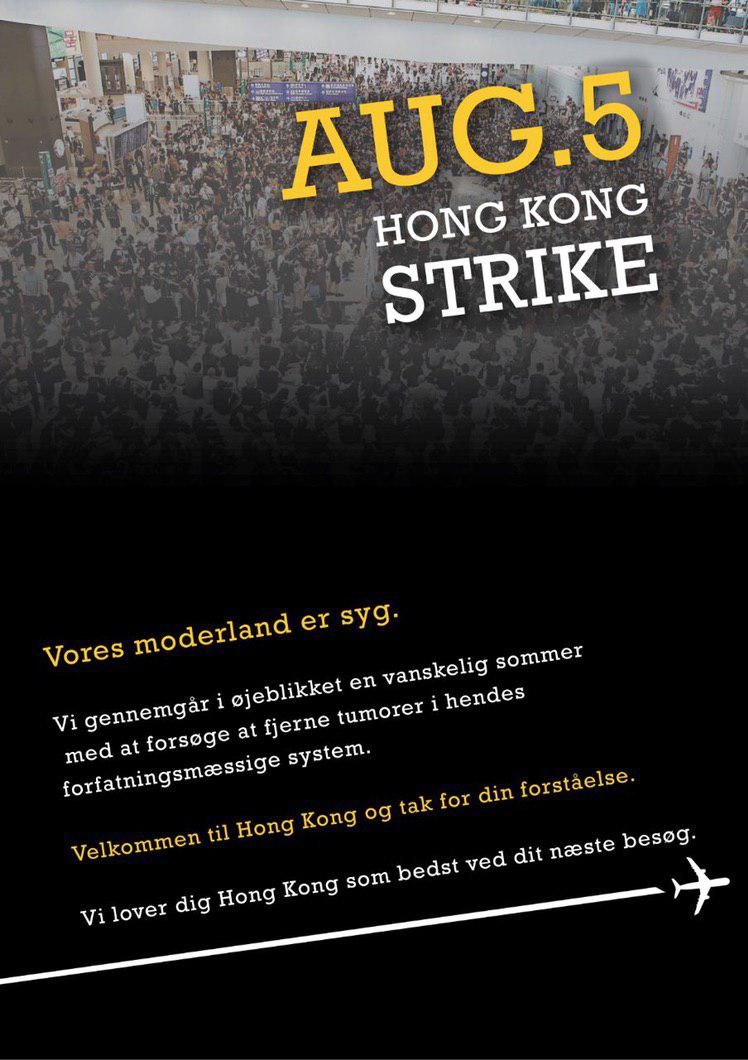 AUG.5
HONG KONG
STRIKE
Vores moderland er syg.
Vi gennemgår i øjeblikket en vanskelig sommer
med at forsøge at fjerne tumorer i hendes
forfatningsmæssige system.
Velkommen til Hong Kong og tak for din forståelse.
Vi lover dig Hong Kong som bedst ved dit næste besøg.